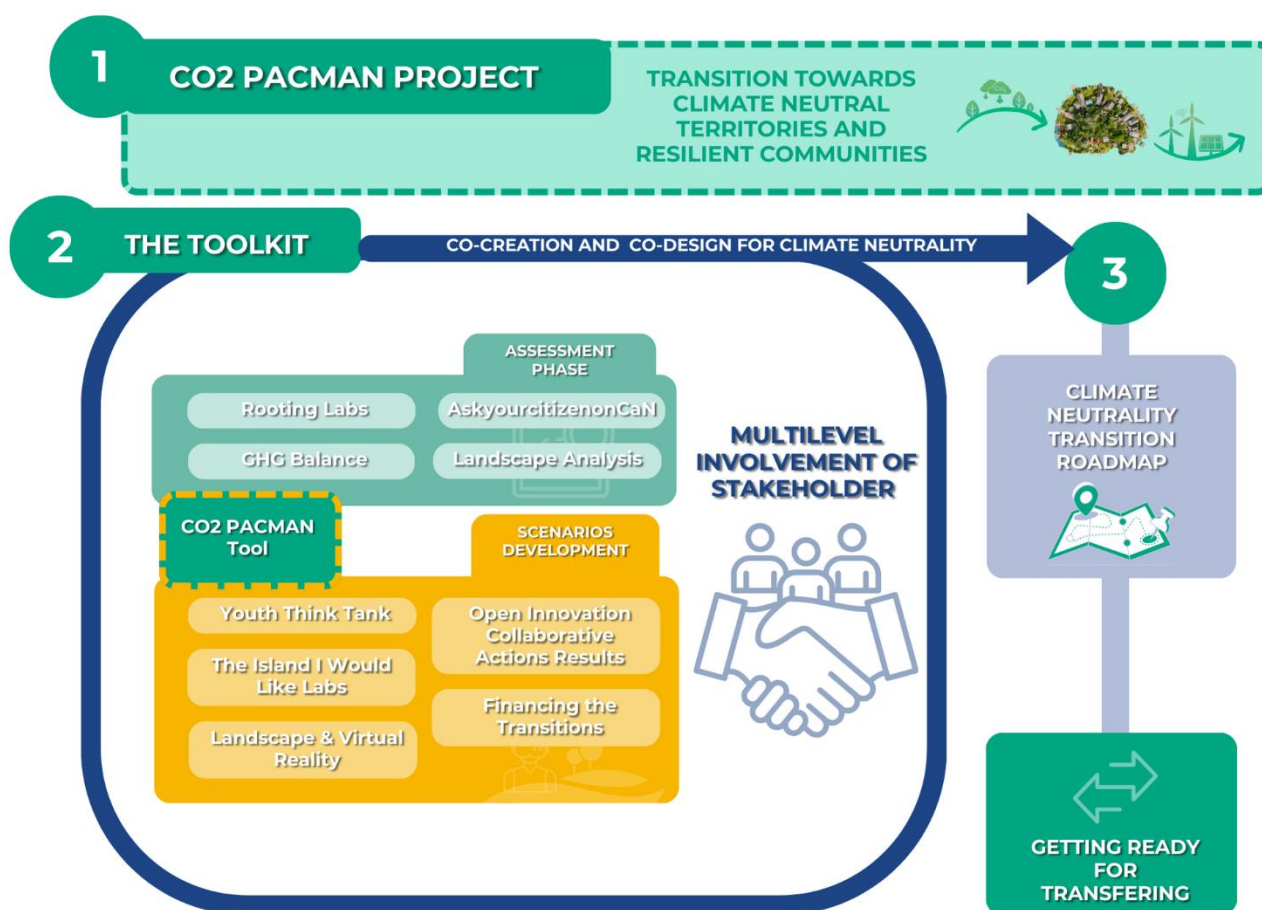 1
CO2 PACMAN PROJECT
TRANSITION TOWARDS
CLIMATE NEUTRAL
TERRITORIES AND
RESILIENT COMMUNITIES
2
THE TOOLKIT
CO-CREATION AND CO-DESIGN FOR CLIMATE NEUTRALITY
3
ASSESSMENT
PHASE
Rooting Labs
AskyourcitizenonCaN
GHG Balance
Landscape Analysis
CO2 PACMAN
Tool
SCENARIOS
DEVELOPMENT
Youth Think Tank
The Island I Would
Like Labs
Landscape & Virtual
Reality
Open Innovation
Collaborative
Actions Results
Financing the
Transitions
MULTILEVEL
INVOLVEMENT OF
STAKEHOLDER
CLIMATE
NEUTRALITY
TRANSITION
ROADMAP
GETTING READY
FOR
TRANSFERING